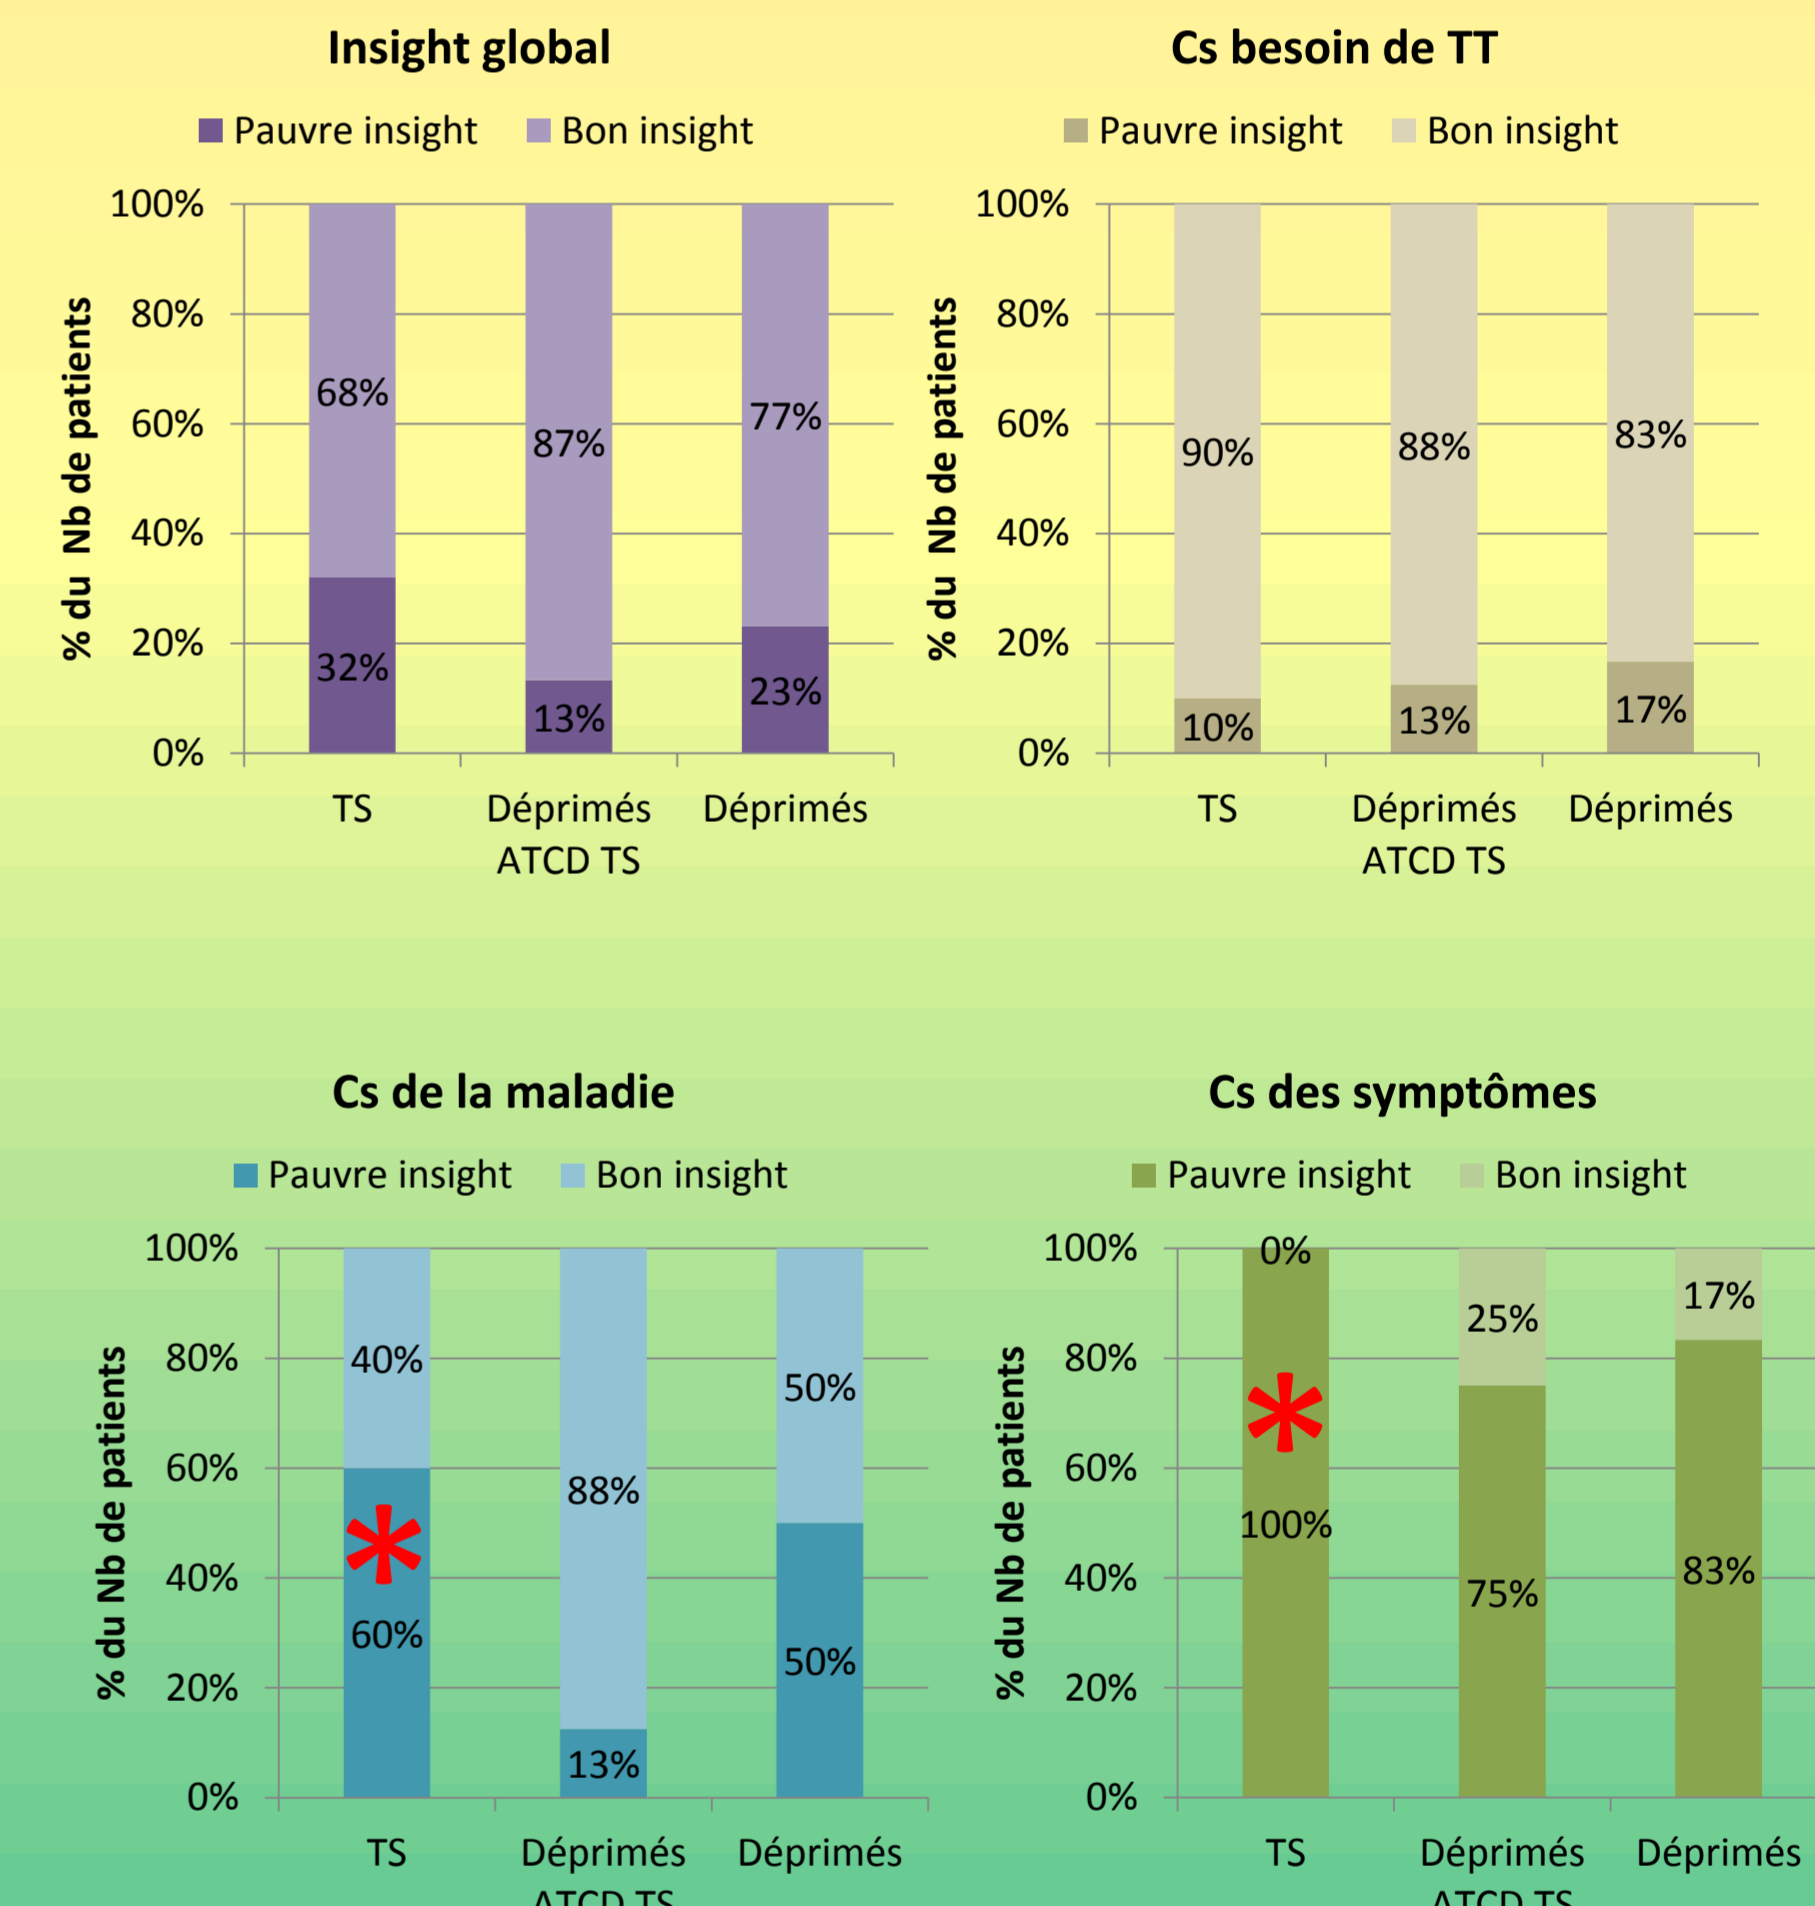 Insight global
Pauvre insight Bon insight
100%
80%
60%
40%
20%
0%
% du Nb de patients
68%
87%
77%
32%
13%
23%
TS
Déprimés
ATCD TS
Déprimés
Cs besoin de TT
Pauvre insight Bon insight
100%
80%
60%
40%
20%
0%
% du Nb de patients
90%
88%
83%
10%
13%
17%
TS
Déprimés
ATCD TS
Déprimés
Cs de la maladie
Pauvre insight Bon insight
100%
80%
60%
40%
20%
0%
% du Nb de patients
40%
88%
50%
*
60%
13%
50%
TS
Déprimés
ATCD TS
Déprimés
Cs des symptômes
Pauvre insight Bon insight
100%
80%
60%
40%
20%
0%
% du Nb de patients
0%
25%
17%
*
100%
75%
83%
TS
Déprimés
ATCD TS
Déprimés